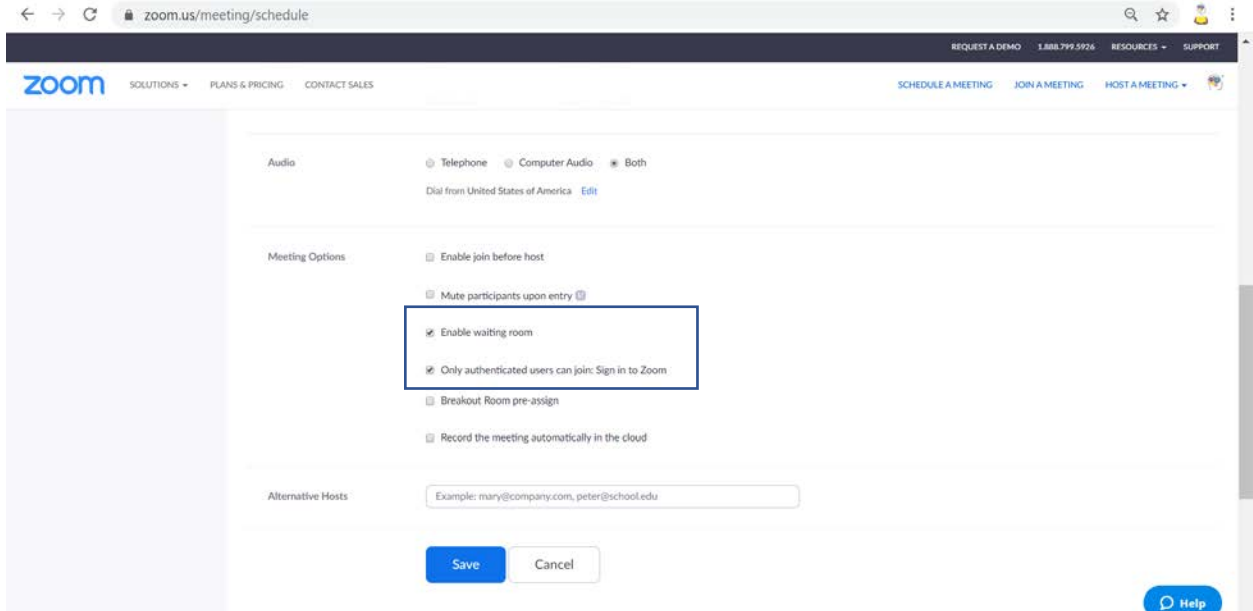 zoom.us/meeting/schedule
REQUEST A DEMO 1.888.799.5926 RESOURCES SUPPORT
zoom SOLUTIONS PLANS & PRICING CONTACT SALES SCHEDULE A MEETING JOIN A MEETING HOST A MEETING
Audio Telephone Computer Audio Both
Dial from United States of America Edit
Meeting Options Enable join before host
Mute participants upon entry
Enable waiting room
Only authenticated users can join: Sign in to Zoom
Breakout Room pre-assign
Record the meeting automatically in the cloud
Alternative Hosts Example: mary@company.com, peter@school.edu
Save Cancel
Help